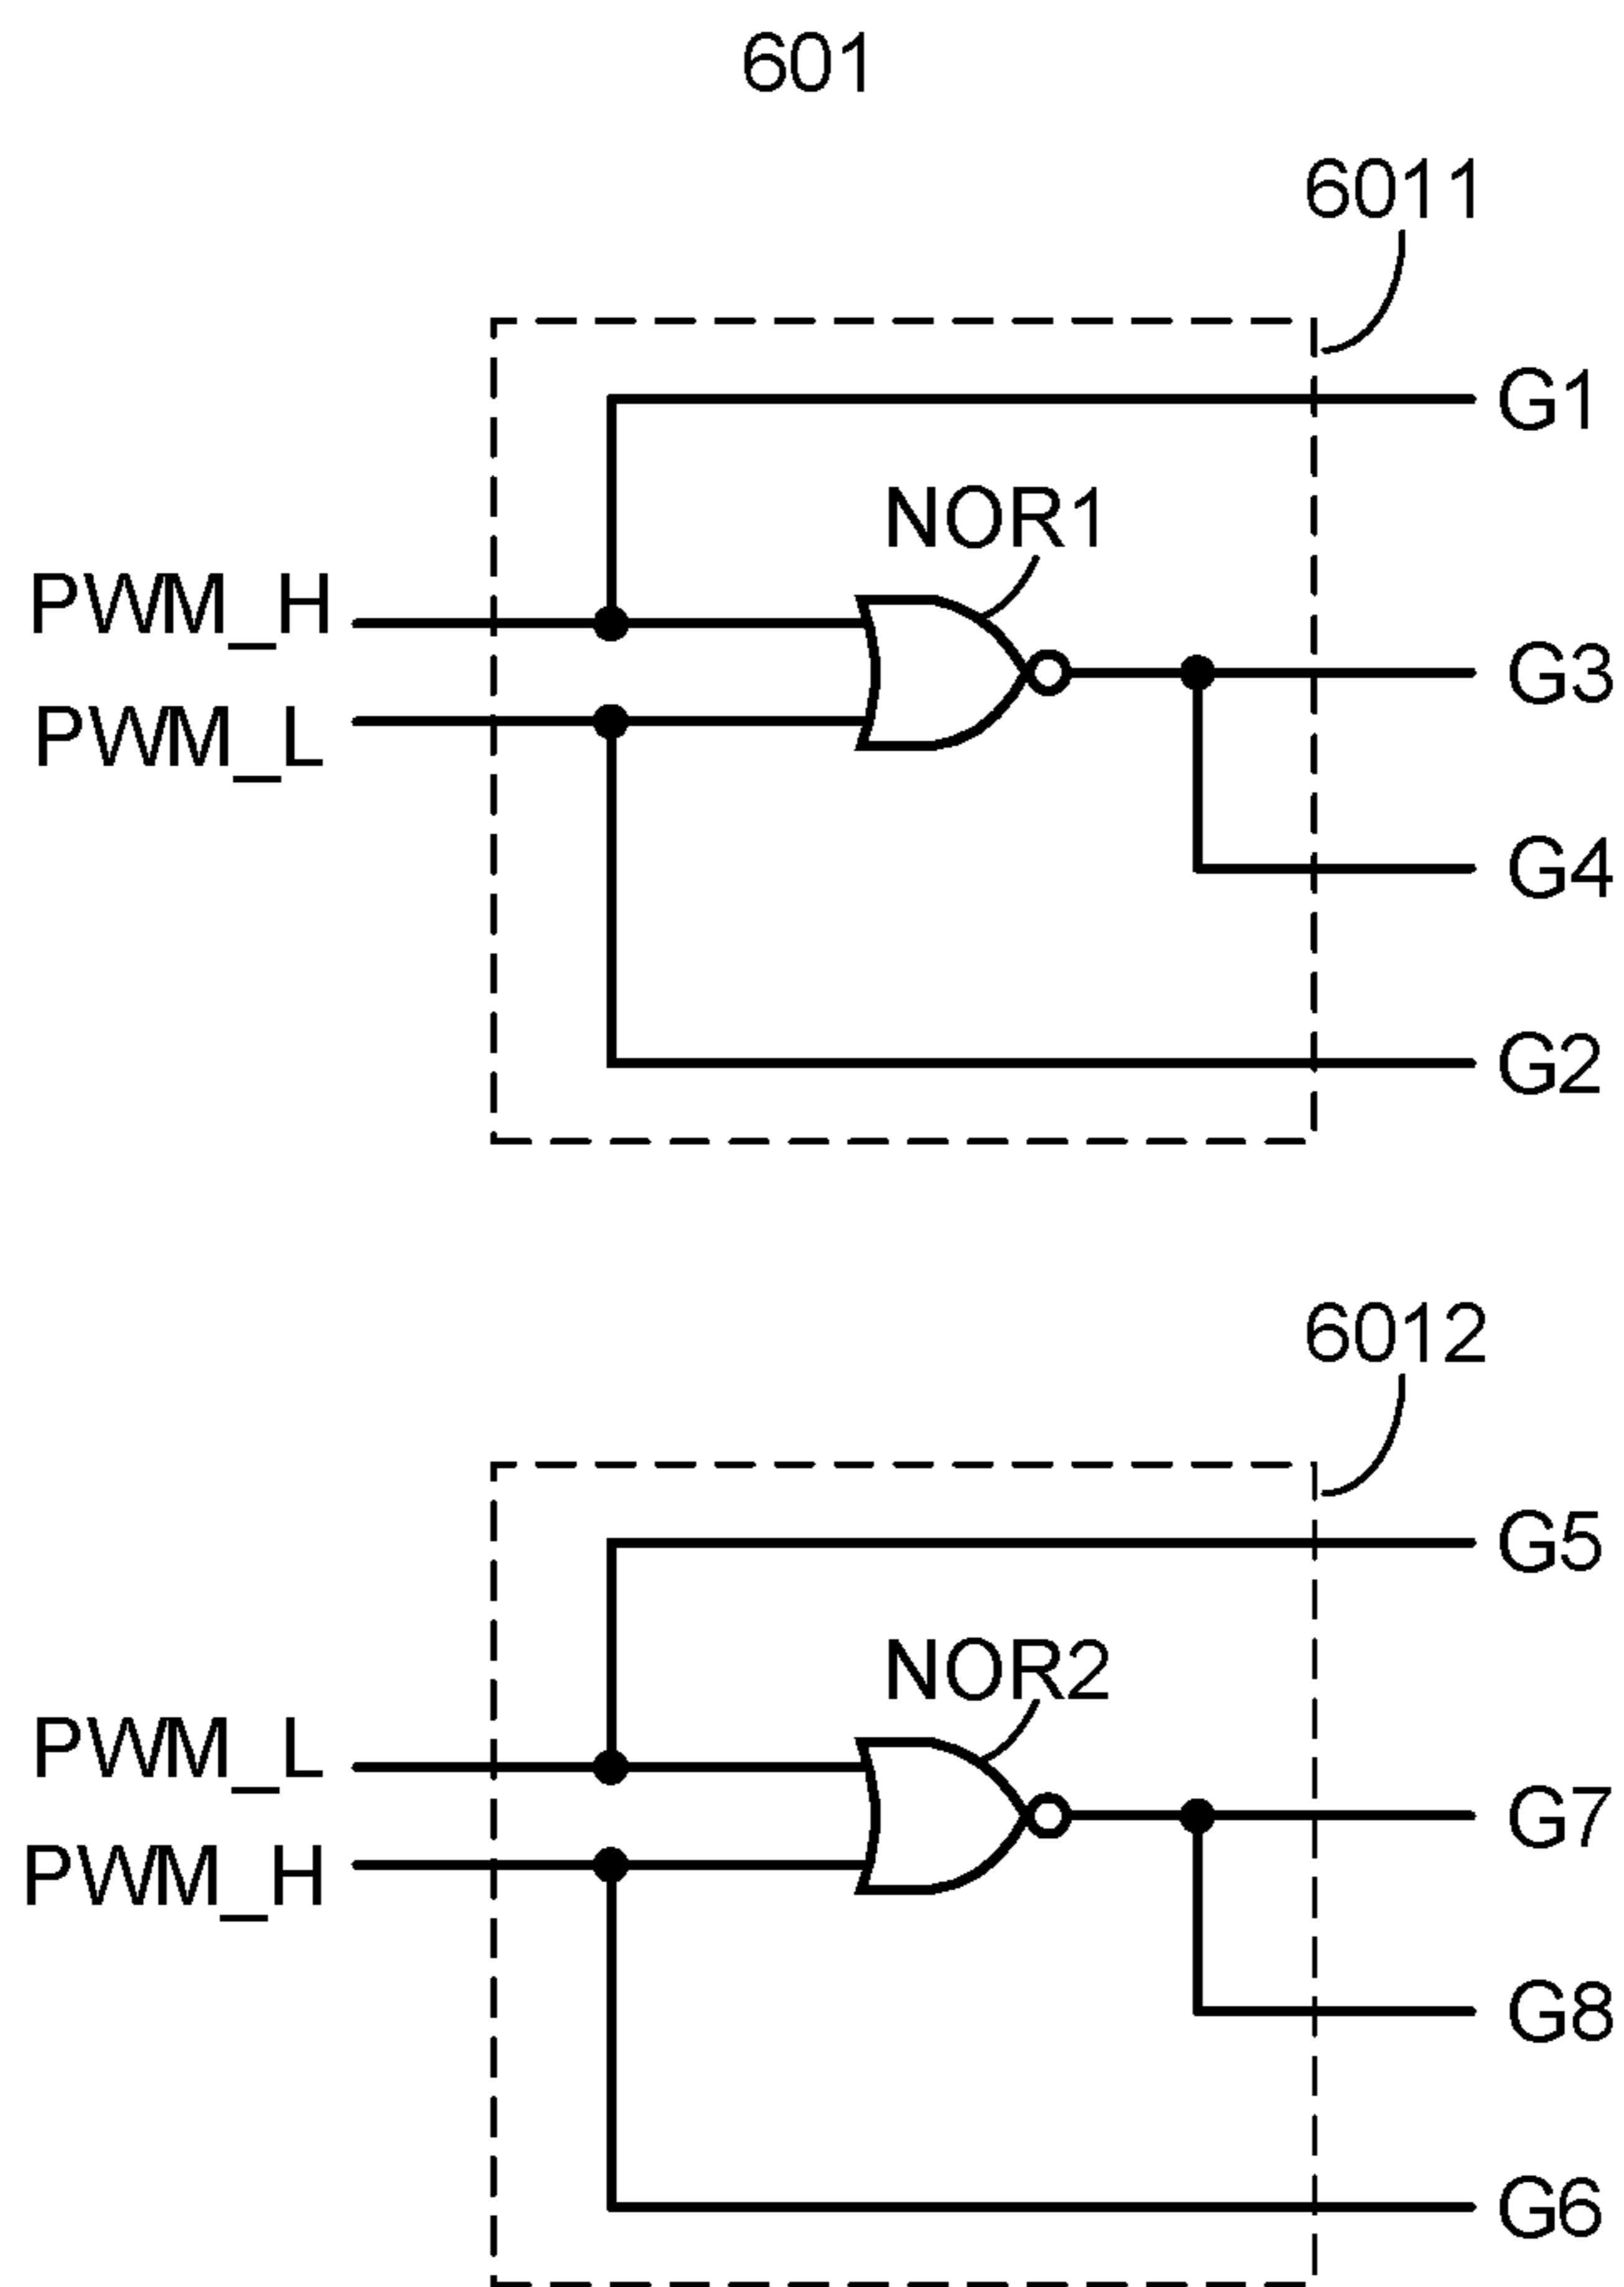 601
6011
G1
NOR1
PWM_H
G3
PWM_L
G4
G2
6012
G5
NOR2
PWM_L
G7
PWM_H
G8
G6